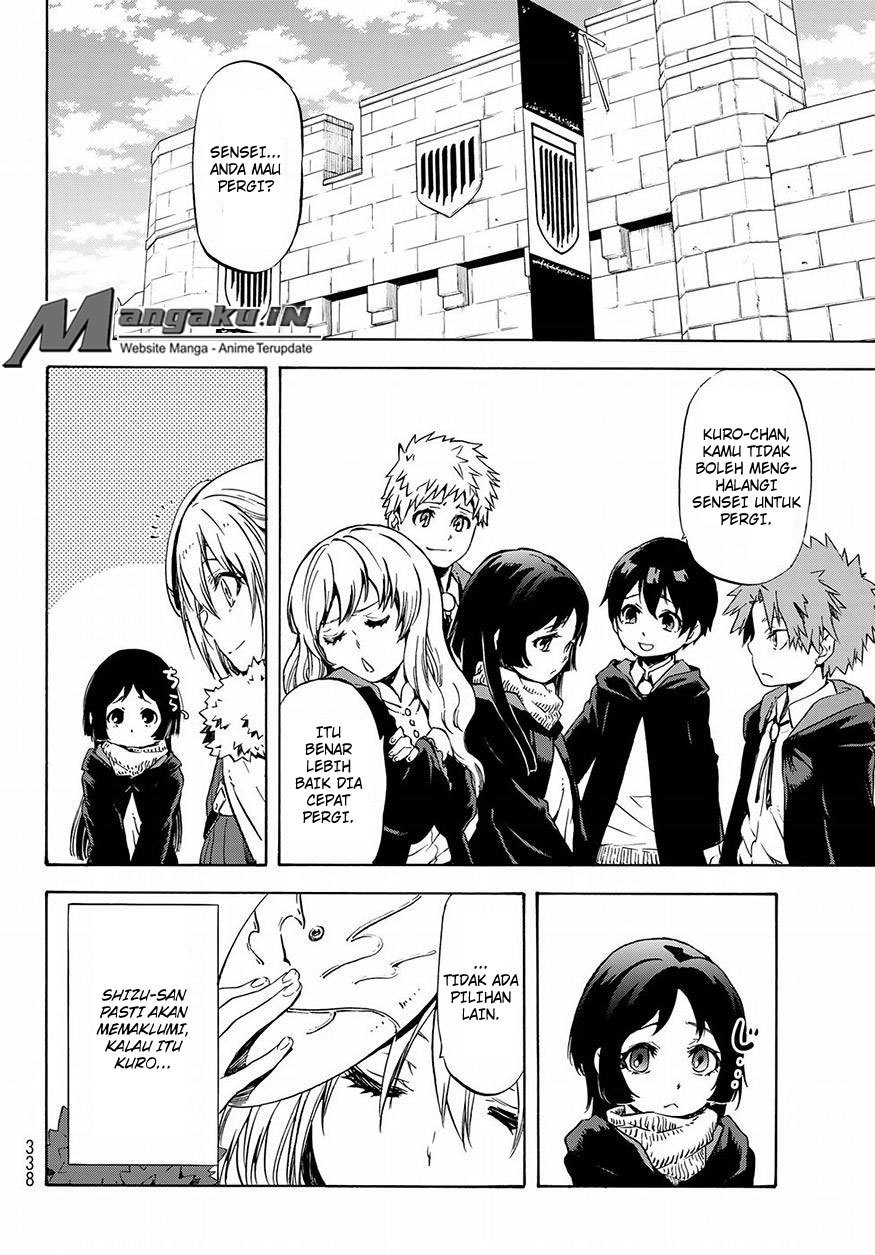 SENSEI...
ANDA MAU
PERGI?
Mangaku.iN
Website Manga - Anime Terupdate
KURO-CHAN,
KAMU TIDAK
BOLEH MENG-
HALANGI
SENSEI UNTUK
PERGI.
ITU
BENAR
LEBIH
BAIK DIA
CEPAT
PERGI.
...
TIDAK ADA
PILIHAN
LAIN.
SHIZU-SAN
PASTI AKAN
MEMAKLUMI,
KALAU ITU
KURO...
338